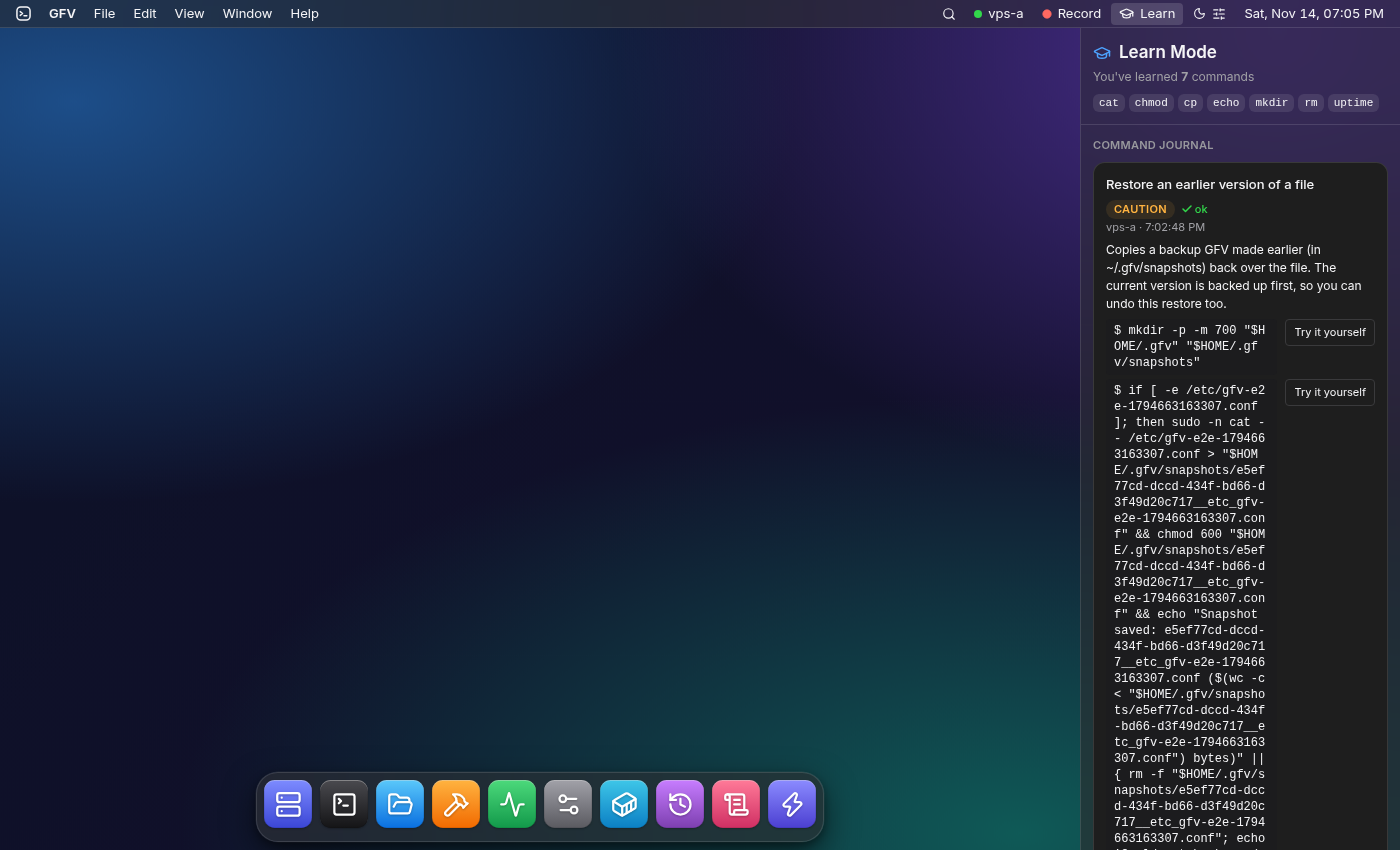 GFV File Edit View Window Help vps-a Record Learn Sat, Nov 14, 07:05 PM
Learn Mode
You've learned 7 commands
cat chmod cp echo mkdir rm uptime
COMMAND JOURNAL
Restore an earlier version of a file
CAUTION ok
vps-a · 7:02:48 PM
Copies a backup GFV made earlier (in
~/.gfv/snapshots) back over the file. The
current version is backed up first, so you can
undo this restore too.
$ mkdir -p -m 700 "$H
OME/.gfv" "$HOME/.gf
v/snapshots"
Try it yourself
$ if [ -e /etc/gfv-e2
e-1794663163307.conf
]; then sudo -n cat -
- /etc/gfv-e2e-179466
3163307.conf > "$HOM
E/.gfv/snapshots/e5ef
77cd-dccd-434f-bd66-d
3f49d20c717__etc_gfv-
e2e-1794663163307.con
f" && chmod 600 "$HOM
E/.gfv/snapshots/e5ef
77cd-dccd-434f-bd66-d
3f49d20c717__etc_gfv-
e2e-1794663163307.con
f" && echo "Snapshot
saved: e5ef77cd-dccd-
434f-bd66-d3f49d20c71
7__etc_gfv-e2e-179466
3163307.conf ($(wc -c
< "$HOME/.gfv/snapsho
ts/e5ef77cd-dccd-434f
-bd66-d3f49d20c717__e
tc_gfv-e2e-1794663163
307.conf") bytes)" ||
{ rm -f "$HOME/.gfv/s
napshots/e5ef77cd-dcc
d-434f-bd66-d3f49d20c
717__etc_gfv-e2e-1794
663163307.conf"; echo
Try it yourself